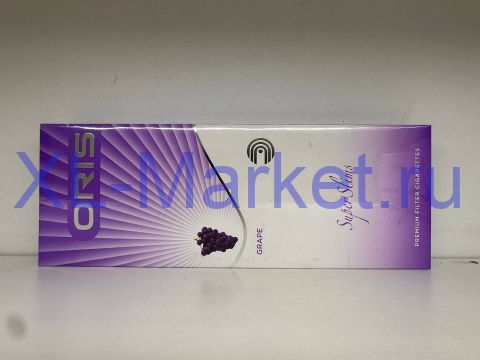 ORIS
GRAPE
Super Slims
PREMIUM FILTER CIGARETTES
XL-Market.ru